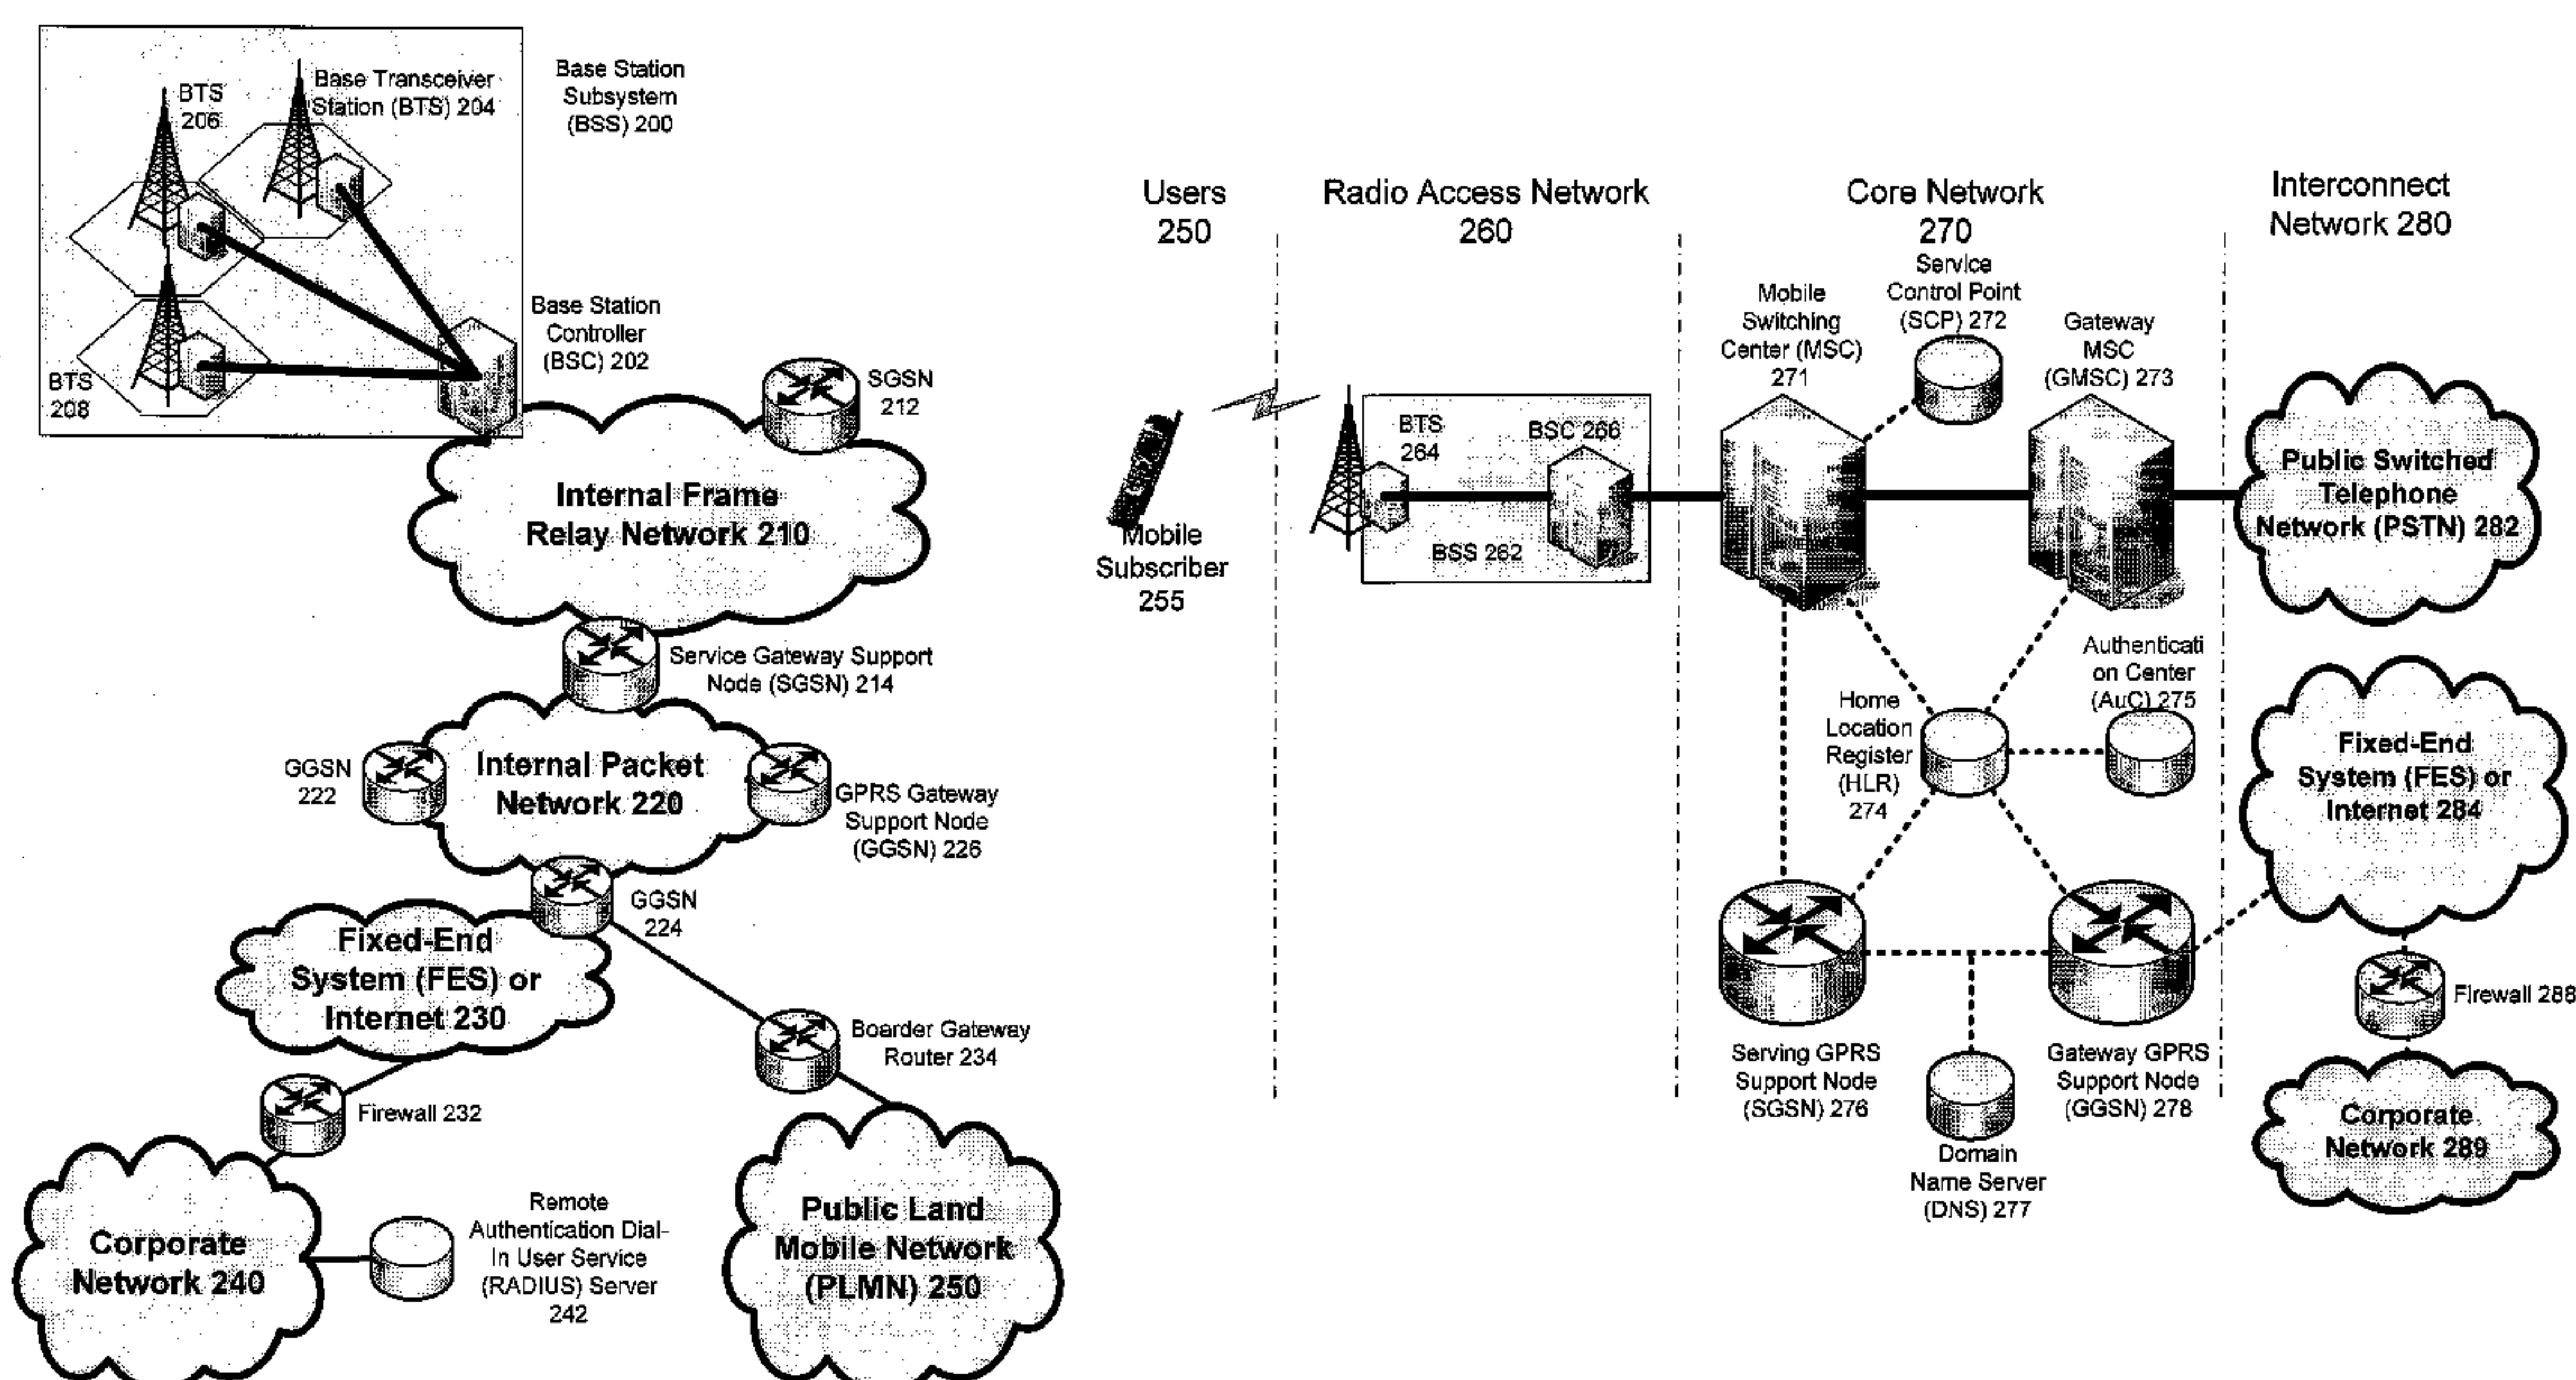 BTS
206
Base Transceiver
Station (BTS) 204
Base Station
Subsystem
(BSS) 200
BTS
208
Base Station
Controller
(BSC) 202
SGSN
212
Internal Frame
Relay Network 210
Service Gateway Support
Node (SGSN) 214
GGSN
222
Internal Packet
Network 220
GPRS Gateway
Support Node
(GGSN) 226
GGSN
224
Fixed-End
System (FES) or
Internet 230
Boarder Gateway
Router 234
Firewall 232
Corporate
Network 240
Remote
Authentication Dial-
In User Service
(RADIUS) Server
242
Public Land
Mobile Network
(PLMN) 250
Users
250
Radio Access Network
260
Core Network
270
Interconnect
Network 280
Mobile
Subscriber
255
BTS
264
BSC 266
BSS 262
Mobile
Switching
Center (MSC)
271
Service
Control Point
(SCP) 272
Gateway
MSC
(GMSC) 273
Public Switched
Telephone
Network (PSTN) 282
Authenticati
on Center
(AuC) 275
Home
Location
Register
(HLR)
274
Fixed-End
System (FES) or
Internet 284
Serving GPRS
Support Node
(SGSN) 276
Gateway GPRS
Support Node
(GGSN) 278
Domain
Name Server
(DNS) 277
Firewall 288
Corporate
Network 289